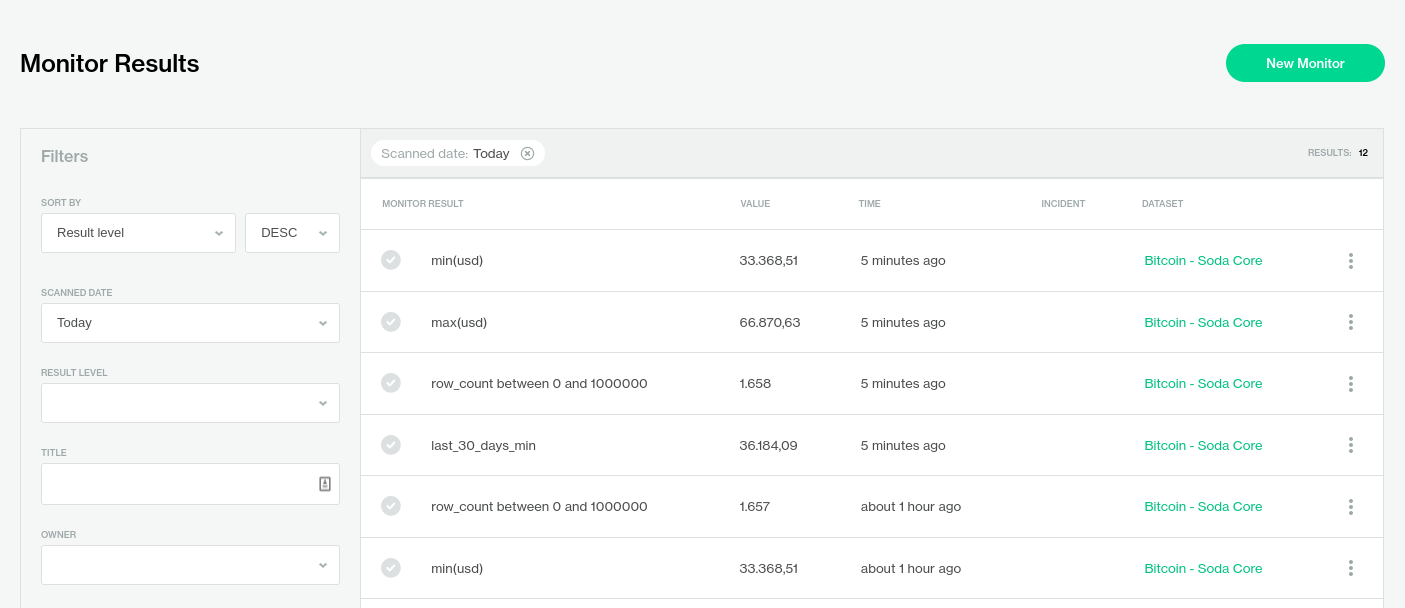 Monitor Results
New Monitor
Filters
SORT BY
Result level
DESC
SCANNED DATE
Today
RESULT LEVEL
TITLE
OWNER
Scanned date: Today
RESULTS: 12
MONITOR RESULT VALUE TIME INCIDENT DATASET
min(usd) 33.368,51 5 minutes ago Bitcoin - Soda Core
max(usd) 66.870,63 5 minutes ago Bitcoin - Soda Core
row_count between 0 and 1000000 1.658 5 minutes ago Bitcoin - Soda Core
last_30_days_min 36.184,09 5 minutes ago Bitcoin - Soda Core
row_count between 0 and 1000000 1.657 about 1 hour ago Bitcoin - Soda Core
min(usd) 33.368,51 about 1 hour ago Bitcoin - Soda Core